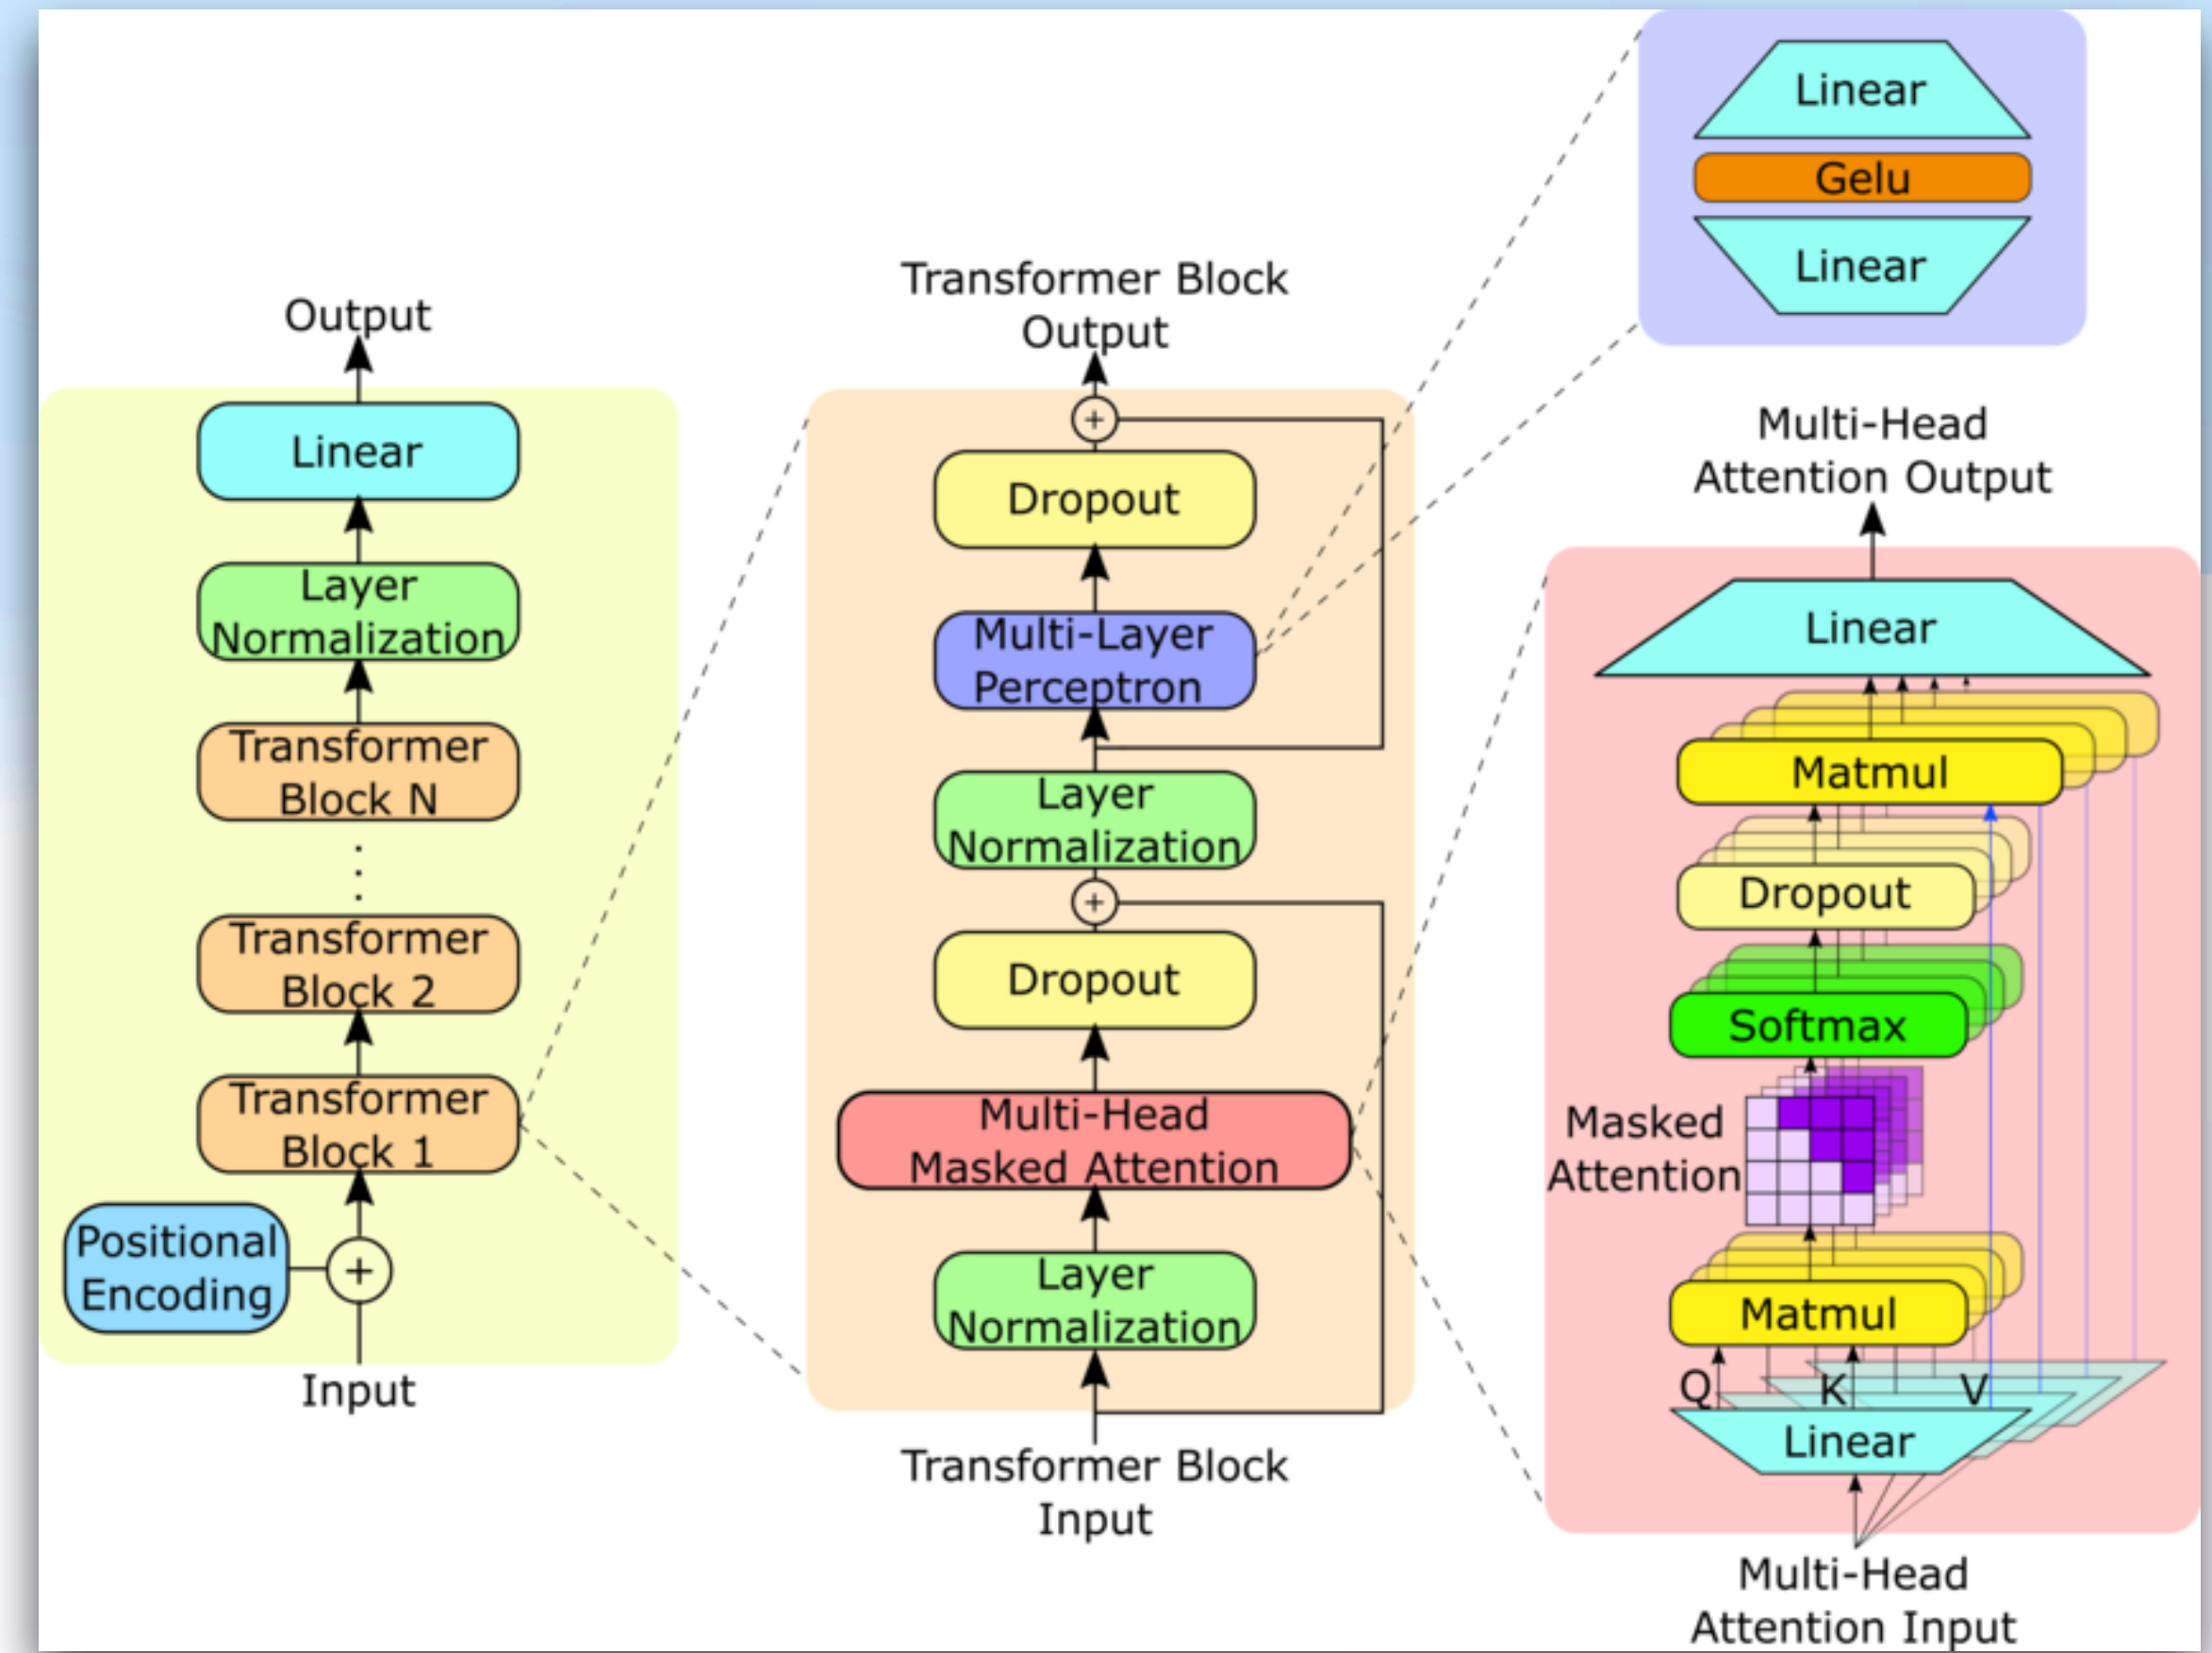 Output
Linear
Layer
Normalization
Transformer
Block N
Transformer
Block 2
Transformer
Block 1
Positional
Encoding
+
Input
Transformer Block
Output
+
Dropout
Multi-Layer
Perceptron
Layer
Normalization
+
Dropout
Multi-Head
Masked Attention
Layer
Normalization
Transformer Block
Input
Linear
Gelu
Linear
Multi-Head
Attention Output
Linear
Matmul
Dropout
Softmax
Masked
Attention
Matmul
Q K V
Linear
Multi-Head
Attention Input